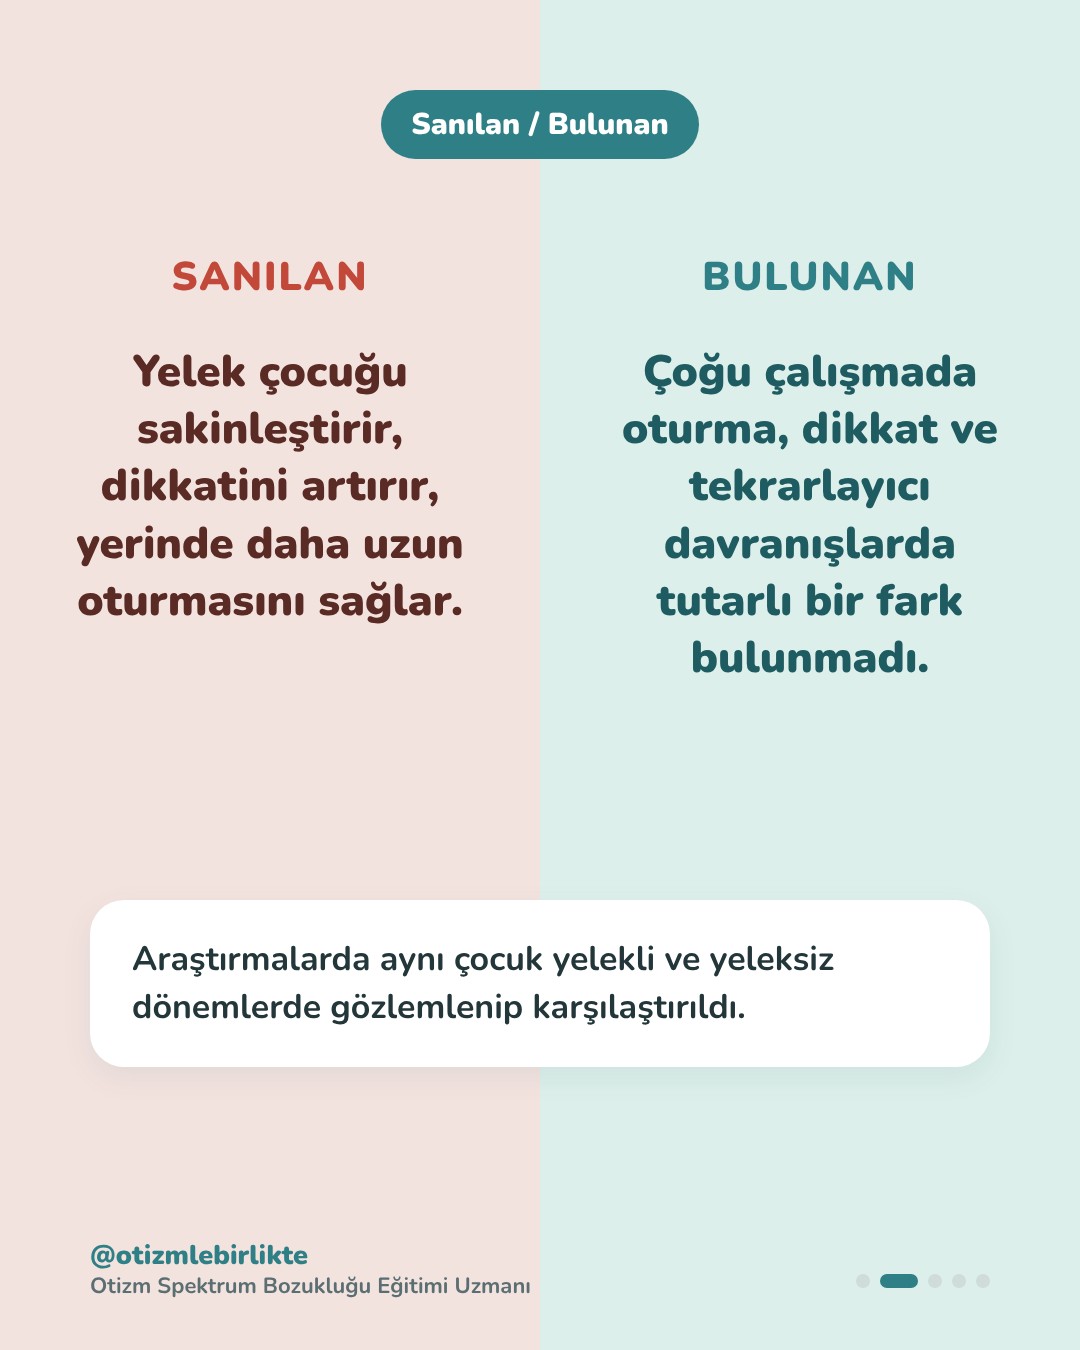 Sanılan / Bulunan
SANILAN
Yelek çocuğu
sakinleştirir,
dikkatini artırır,
yerinde daha uzun
oturmasını sağlar.
BULUNAN
Çoğu çalışmada
oturma, dikkat ve
tekrarlayıcı
davranışlarda
tutarlı bir fark
bulunmadı.
Araştırmalarda aynı çocuk yelekli ve yeleksiz
dönemlerde gözlemlenip karşılaştırıldı.
@otizmlebirlikte
Otizm Spektrum Bozukluğu Eğitimi Uzmanı